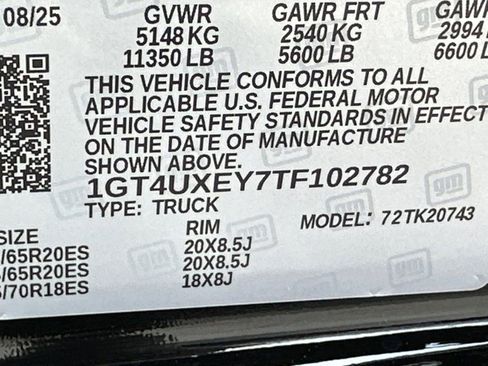 08/25 GVWR GAWR FRT GAW
5148 KG 2540 KG 2994
11350 LB 5600 LB 6600
THIS VEHICLE CONFORMS TO ALL
APPLICABLE U.S. FEDERAL MOTOR
VEHICLE SAFETY STANDARDS IN EFFECT
ON THE DATE OF MANUFACTURE
SHOWN ABOVE.
1GT4UXEY7TF102782
TYPE: TRUCK MODEL: 72TK20743
SIZE RIM
/65R20ES 20X8.5J
/65R20ES 20X8.5J
/70R18ES 18X8J